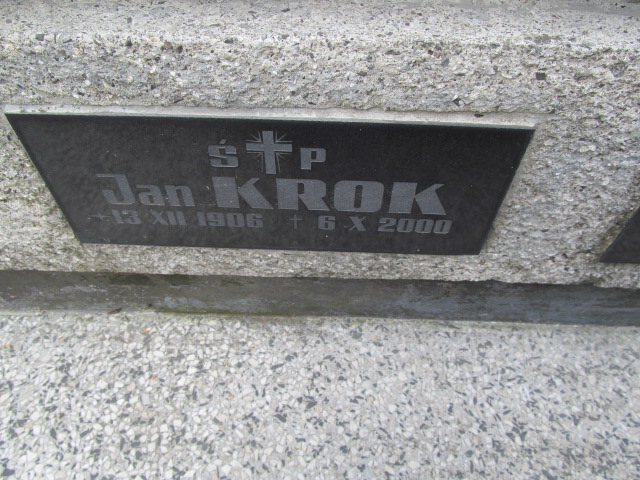 Ś ✝ P
Jan KROK
*13 XII 1906 † 6 X 2000